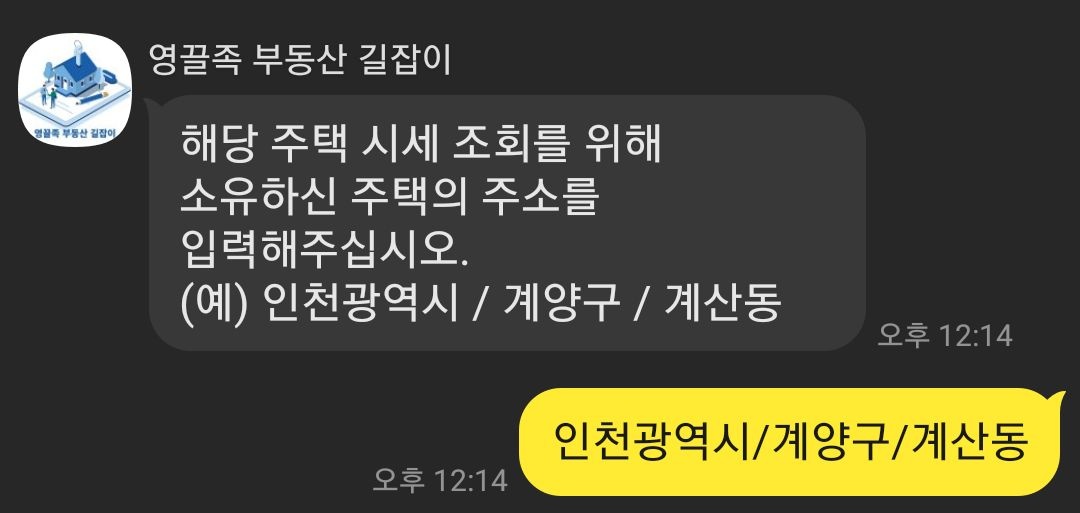 영끌족 부동산 길잡이
영끌족 부동산 길잡이
해당 주택 시세 조회를 위해
소유하신 주택의 주소를
입력해주십시오.
(예) 인천광역시 / 계양구 / 계산동
오후 12:14
인천광역시/계양구/계산동
오후 12:14